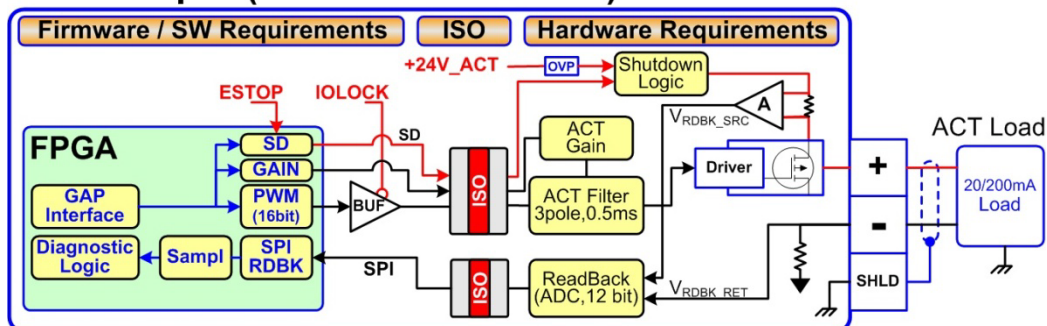 Firmware / SW Requirements
ISO
Hardware Requirements
+24V_ACT
OVP
Shutdown
Logic
ESTOP
IOLOCK
SD
VRDBK_SRC
A
ACT Load
FPGA
SD
GAIN
PWM
(16bit)
GAP
Interface
BUF
ISO
ACT
Gain
ACT Filter
3pole,0.5ms
Driver
+
-
SHLD
20/200mA
Load
Diagnostic
Logic
Sampl
SPI
RDBK
SPI
ISO
ReadBack
(ADC,12 bit)
VRDBK_RET